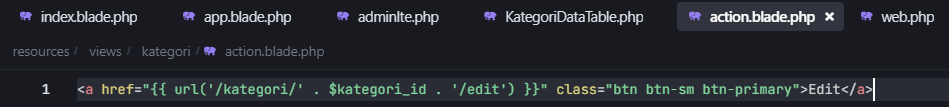 index.blade.php app.blade.php adminlte.php KategoriDataTable.php action.blade.php × web.php
resources / views / kategori / action.blade.php
1 <a href="{{ url('/kategori/' . $kategori_id . '/edit') }}" class="btn btn-sm btn-primary">Edit</a>